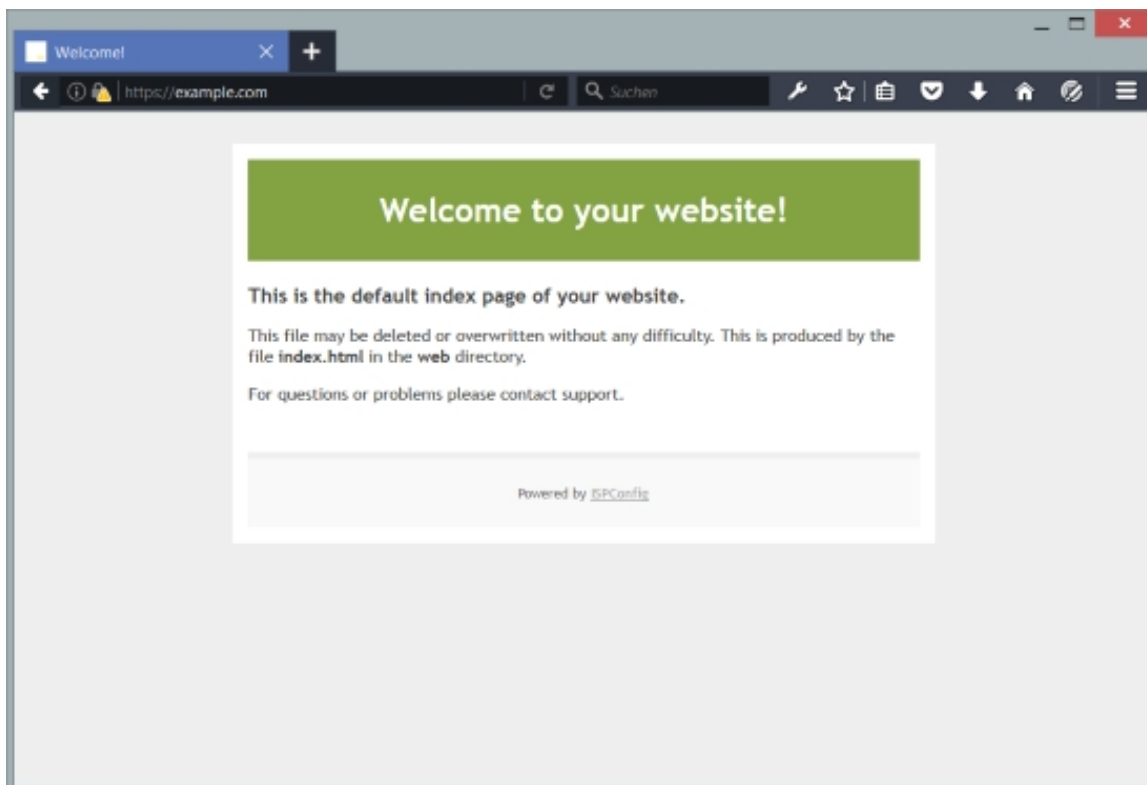 Welcome!
https://example.com
Suchen
Welcome to your website!
This is the default index page of your website.
This file may be deleted or overwritten without any difficulty. This is produced by the
file index.html in the web directory.
For questions or problems please contact support.
Powered by ISPConfig